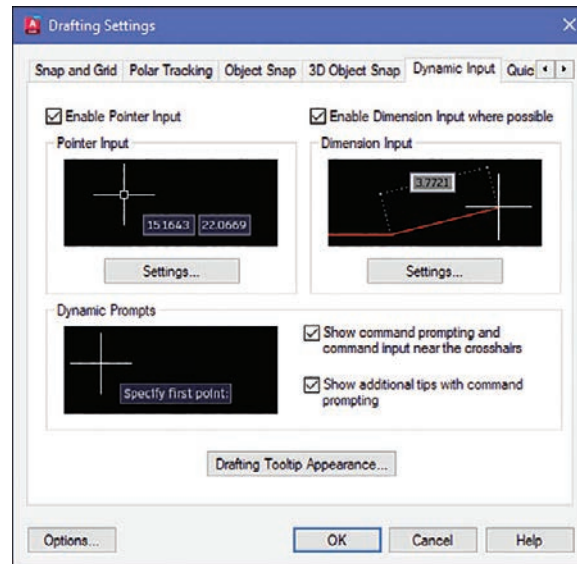 Drafting Settings
Snap and Grid Polar Tracking Object Snap 3D Object Snap Dynamic Input Quic
Enable Pointer Input
Enable Dimension Input where possible
Pointer Input
Dimension Input
15.1643 22.0669
3.7721
Settings...
Settings...
Dynamic Prompts
Specify first point:
Show command prompting and
command input near the crosshairs
Show additional tips with command
prompting
Drafting Tooltip Appearance...
Options...
OK
Cancel
Help